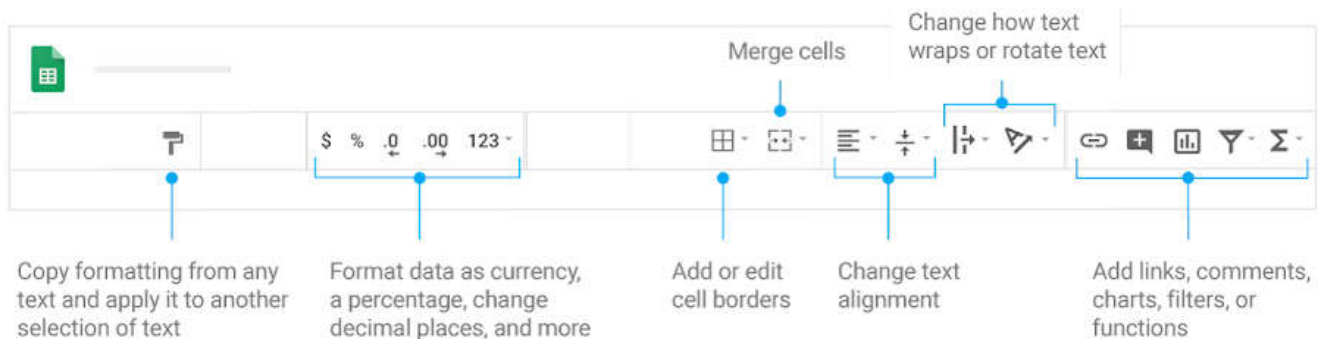 Change how text
wraps or rotate text
Merge cells
$ % .0 .00 123
Copy formatting from any
text and apply it to another
selection of text
Format data as currency,
a percentage, change
decimal places, and more
Add or edit
cell borders
Change text
alignment
Add links, comments,
charts, filters, or
functions